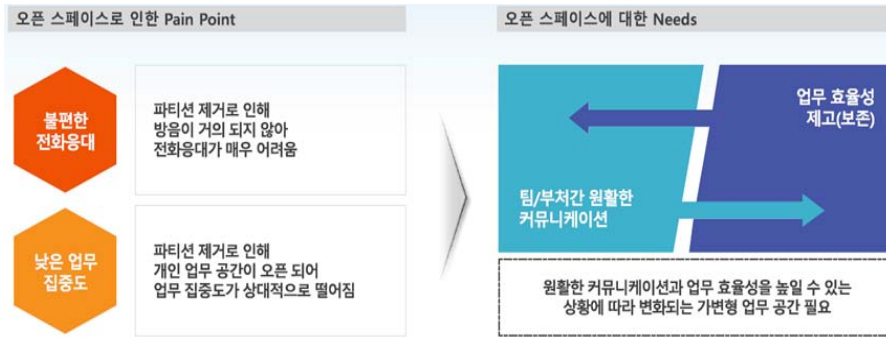 오픈 스페이스로 인한 Pain Point
불편한
전화응대
파티션 제거로 인해
방음이 거의 되지 않아
전화응대가 매우 어려움
낮은 업무
집중도
파티션 제거로 인해
개인 업무 공간이 오픈 되어
업무 집중도가 상대적으로 떨어짐
오픈 스페이스에 대한 Needs
업무 효율성
제고(보존)
팀/부처간 원활한
커뮤니케이션
원활한 커뮤니케이션과 업무 효율성을 높일 수 있는
상황에 따라 변화되는 가변형 업무 공간 필요